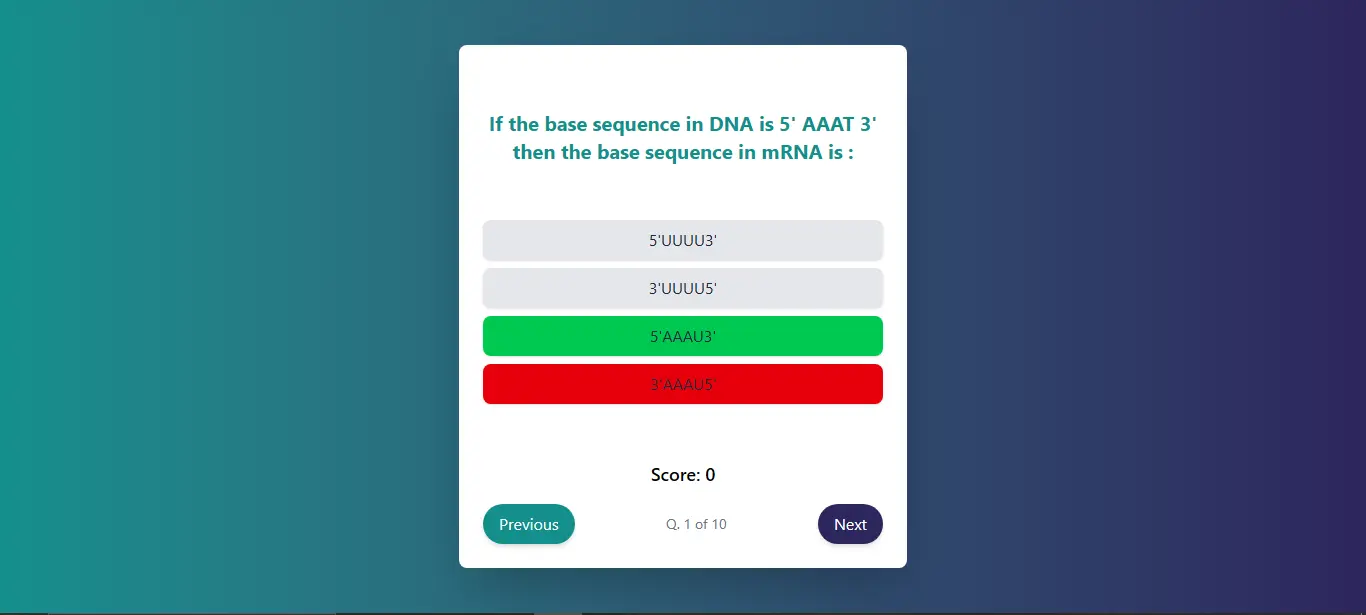 If the base sequence in DNA is 5' AAAT 3'
then the base sequence in mRNA is :
5'UUUU3'
3'UUUU5'
5'AAAU3'
3'AAAU5'
Score: 0
Previous
Q. 1 of 10
Next